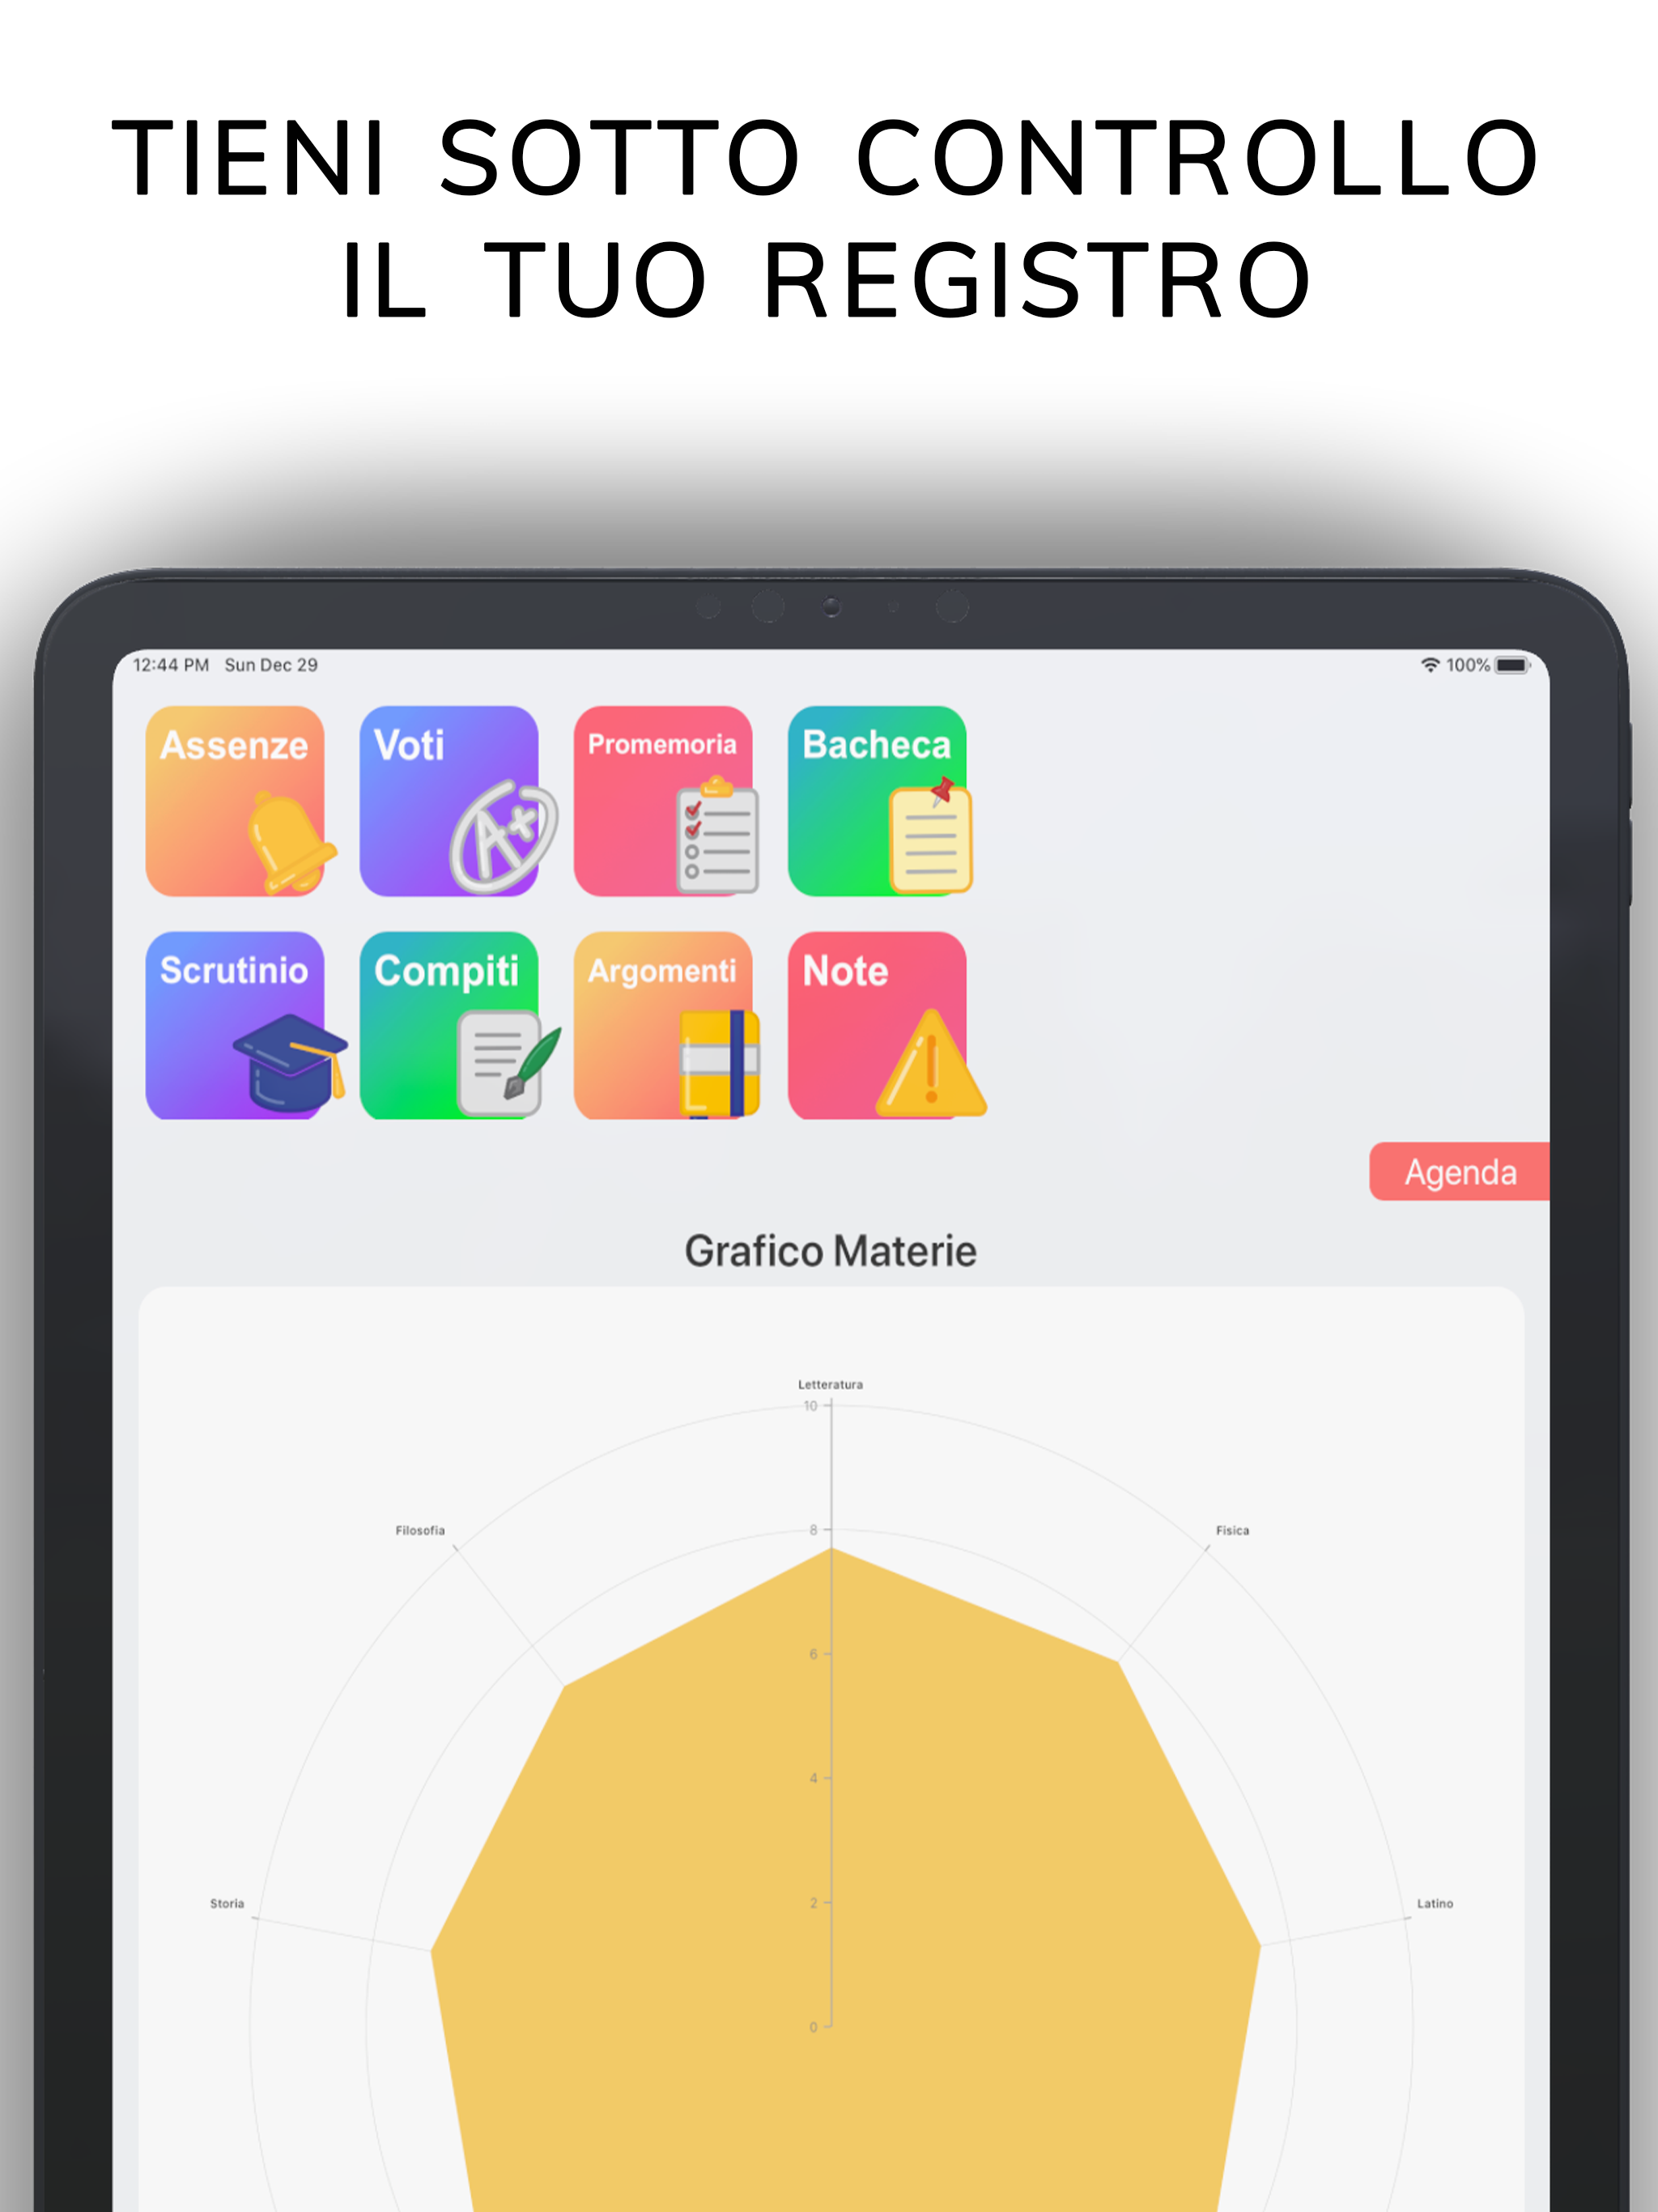 TIENI SOTTO CONTROLLO
IL TUO REGISTRO
12:44 PM Sun Dec 29
100%
Assenze
Voti
A+
Promemoria
Bacheca
Scrutinio
Compiti
Argomenti
Note
Agenda
Grafico Materie
Letteratura
10
Filosofia
8
Fisica
6
4
Storia
2
Latino
0